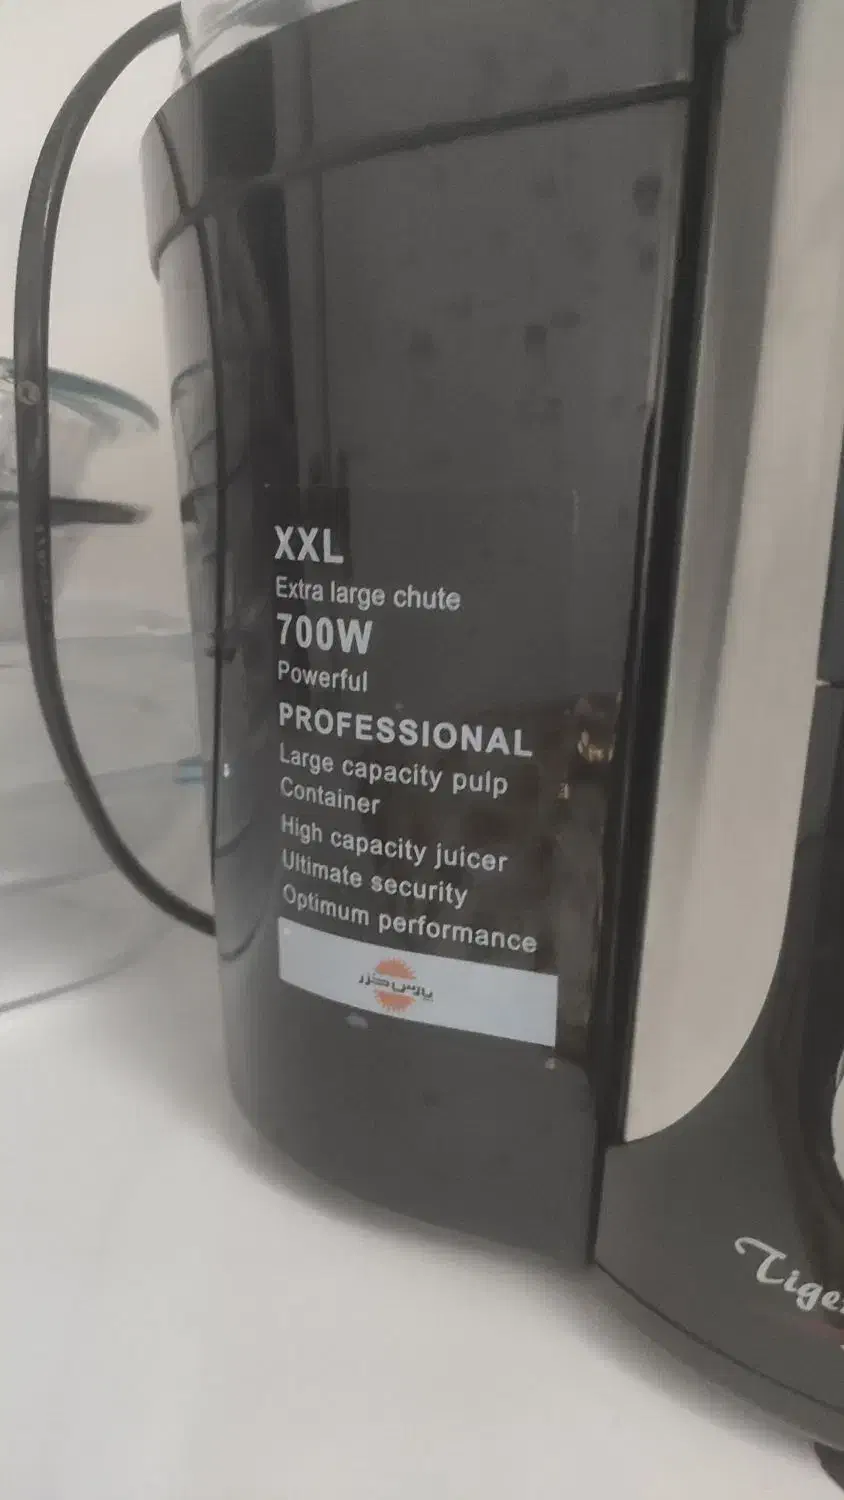 XXL
Extra large chute
700W
Powerful
PROFESSIONAL
Large capacity pulp
Container
High capacity juicer
Ultimate security
Optimum performance
پارس خزر
Tiger